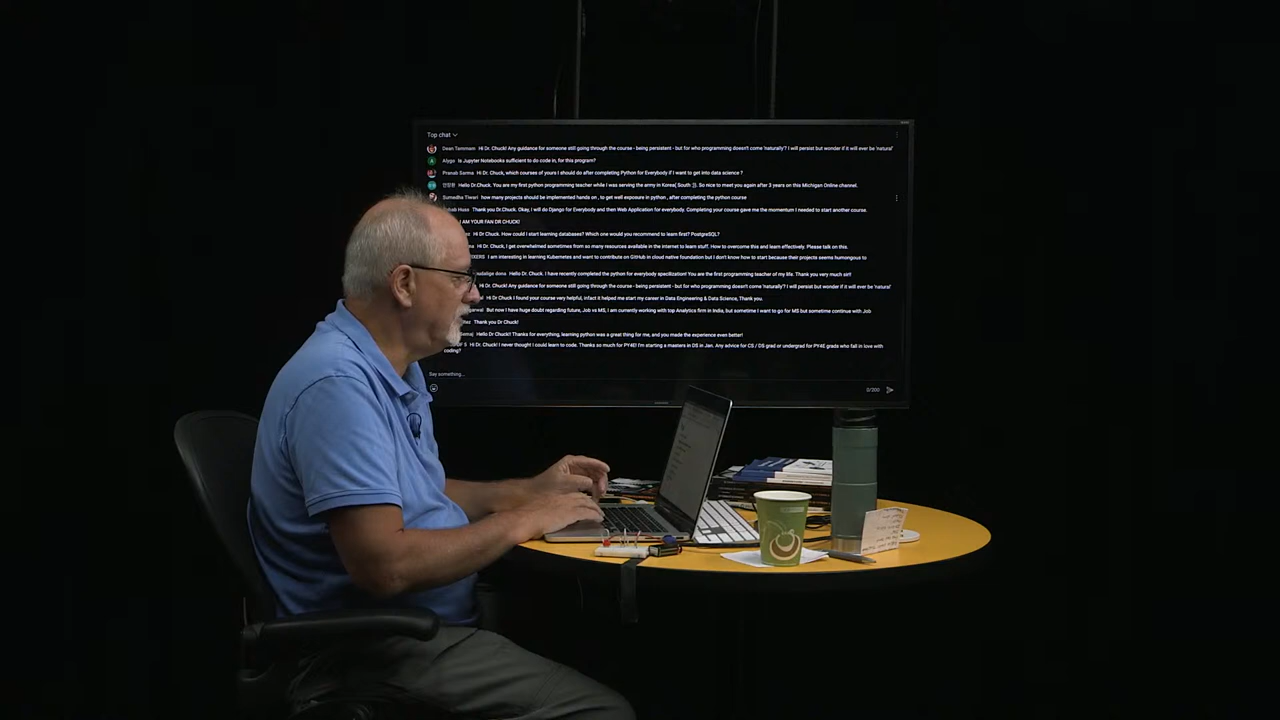 Top chat
Dean Tammam Hi Dr. Chuck! Any guidance for someone still going through the course - being persistent - but for who programming doesn't come 'naturally'? I will persist but wonder if it will ever be 'natural'
Alygo Is Jupyter Notebooks sufficient to do code in, for this program?
Pranab Sarma Hi Dr. Chuck, which courses of yours I should do after completing Python for Everybody if I want to get into data science ?
Hello Dr.Chuck. You are my first python programming teacher while I was serving the army in Korea( South ). So nice to meet you again after 3 years on this Michigan Online channel.
Sumedha Tiwari how many projects should be implemented hands on , to get well exposure in python , after completing the python course
Huss Thank you Dr.Chuck. Okay, I will do Django for Everybody and then Web Application for everybody. Completing your course gave me the momentum I needed to start another course.
I AM YOUR FAN DR CHUCK!
Hi Dr Chuck. How could I start learning databases? Which one would you recommend to learn first? PostgreSQL?
Hi Dr. Chuck, I get overwhelmed sometimes from so many resources available in the internet to learn stuff. How to overcome this and learn effectively. Please talk on this.
IXERS I am interesting in learning Kubernetes and want to contribute on GitHub in cloud native foundation but I don't know how to start because their projects seems humongous to
udalige dona Hello Dr. Chuck. I have recently completed the python for everybody specilization! You are the first programming teacher of my life. Thank you very much sir!!
Hi Dr. Chuck! Any guidance for someone still going through the course - being persistent - but for who programming doesn't come 'naturally'? I will persist but wonder if it will ever be 'natural'
Hi Dr Chuck I found your course very helpful, infact it helped me start my career in Data Engineering & Data Science, Thank you.
arwal But now I have huge doubt regarding future, Job vs MS, I am currently working with top Analytics firm in India, but sometime I want to go for MS but sometime continue with Job
Thank you Dr Chuck!
Hello Dr Chuck! Thanks for everything, learning python was a great thing for me, and you made the experience even better!
OF S Hi Dr. Chuck! I never thought I could learn to code. Thanks so much for PY4E! I'm starting a masters in DS in Jan. Any advice for CS / DS grad or undergrad for PY4E grads who fall in love with
coding?
Say something...
0/200